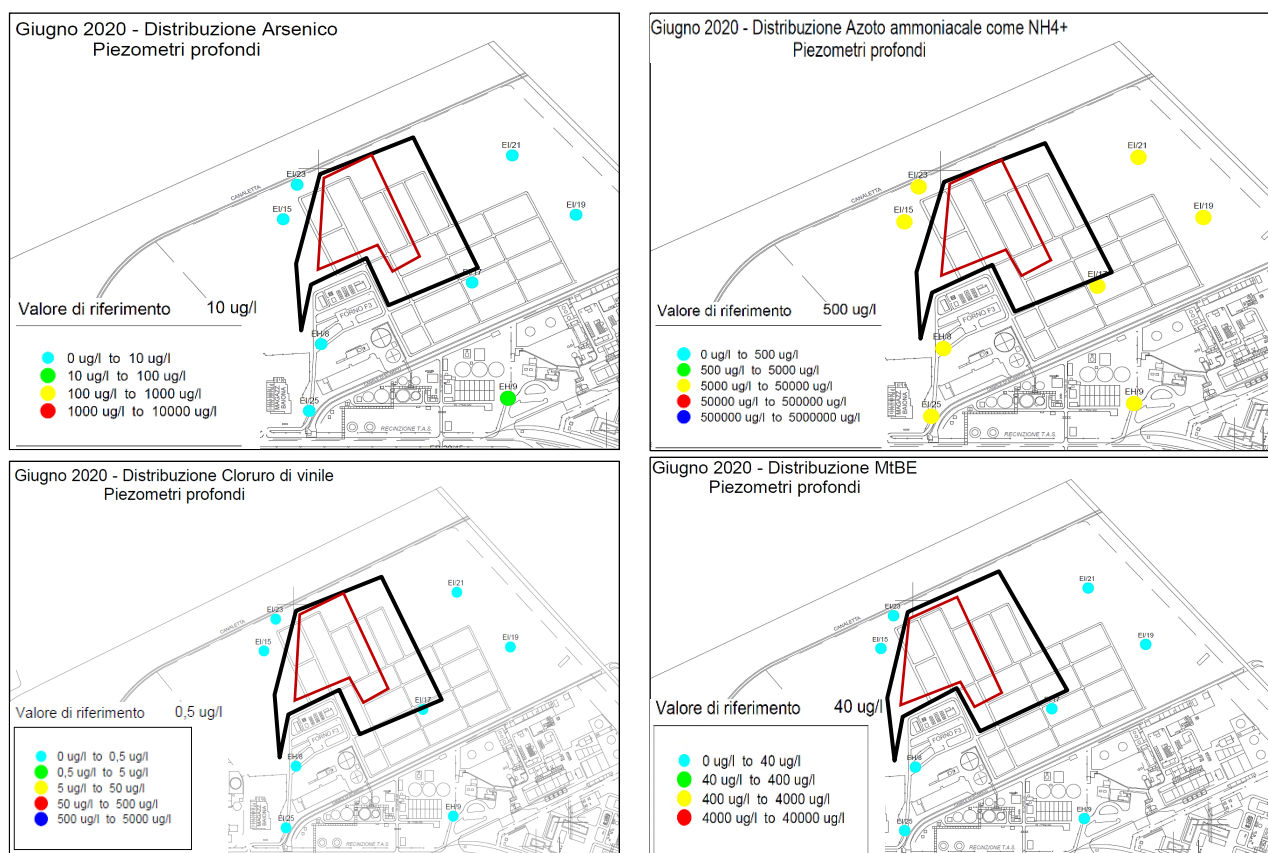 Giugno 2020 - Distribuzione Arsenico
Piezometri profondi
EI/21
EI/23
CANALETTA
EI/15
EI/19
Valore di riferimento 10 ug/l
FORNO F3
EH/8
0 ug/l to 10 ug/l
10 ug/l to 100 ug/l
100 ug/l to 1000 ug/l
1000 ug/l to 10000 ug/l
EH/9
EI/25
RECINZIONE T.A.S.
Giugno 2020 - Distribuzione Azoto ammoniacale come NH4+
Piezometri profondi
EI/21
EI/23
CANALETTA
EI/15
EI/19
EI/17
Valore di riferimento 500 ug/l
FORNO F3
EH/8
0 ug/l to 500 ug/l
500 ug/l to 5000 ug/l
5000 ug/l to 50000 ug/l
50000 ug/l to 500000 ug/l
500000 ug/l to 5000000 ug/l
EH/9
EI/25
RECINZIONE T.A.S.
Giugno 2020 - Distribuzione Cloruro di vinile
Piezometri profondi
EI/21
EI/23
CANALETTA
EI/15
EI/19
EI/17
Valore di riferimento 0,5 ug/l
FORNO F3
EH/8
0 ug/l to 0,5 ug/l
0,5 ug/l to 5 ug/l
5 ug/l to 50 ug/l
50 ug/l to 500 ug/l
500 ug/l to 5000 ug/l
EH/9
EI/25
RECINZIONE T.A.S.
Giugno 2020 - Distribuzione MtBE
Piezometri profondi
EI/21
EI/23
CANALETTA
EI/15
EI/19
Valore di riferimento 40 ug/l
FORNO F3
EH/8
0 ug/l to 40 ug/l
40 ug/l to 400 ug/l
400 ug/l to 4000 ug/l
4000 ug/l to 40000 ug/l
EH/9
EI/25
RECINZIONE T.A.S.